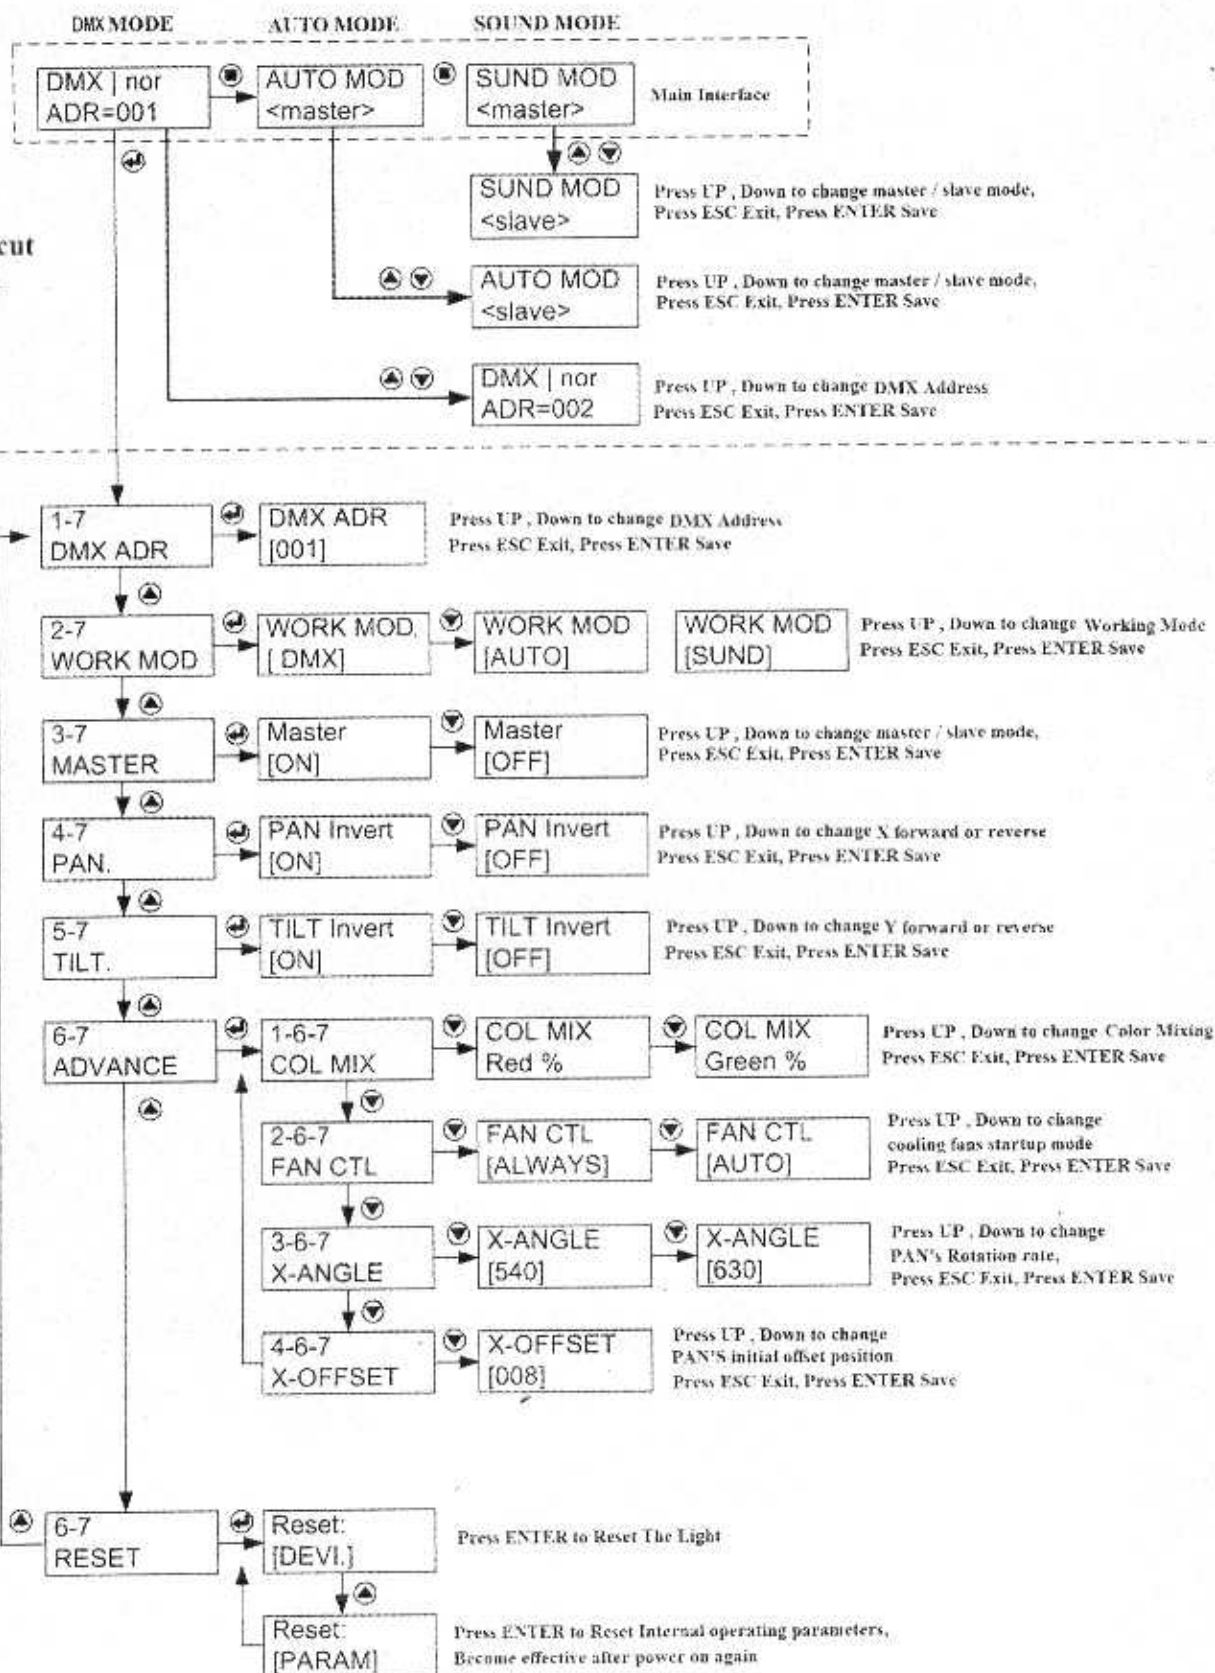 DMX MODE AUTO MODE SOUND MODE
DMX | nor
ADR=001
AUTO MOD
<master>
SUND MOD
<master>
Main Interface
SUND MOD
<slave>
Press UP , Down to change master / slave mode,
Press ESC Exit, Press ENTER Save
cut
AUTO MOD
<slave>
Press UP , Down to change master / slave mode,
Press ESC Exit, Press ENTER Save
DMX | nor
ADR=002
Press UP , Down to change DMX Address
Press ESC Exit, Press ENTER Save
1-7
DMX ADR
DMX ADR
[001]
Press UP , Down to change DMX Address
Press ESC Exit, Press ENTER Save
2-7
WORK MOD
WORK MOD.
[ DMX]
WORK MOD
[AUTO]
WORK MOD
[SUND]
Press UP , Down to change Working Mode
Press ESC Exit, Press ENTER Save
3-7
MASTER
Master
[ON]
Master
[OFF]
Press UP , Down to change master / slave mode,
Press ESC Exit, Press ENTER Save
4-7
PAN.
PAN Invert
[ON]
PAN Invert
[OFF]
Press UP , Down to change X forward or reverse
Press ESC Exit, Press ENTER Save
5-7
TILT.
TILT Invert
[ON]
TILT Invert
[OFF]
Press UP , Down to change Y forward or reverse
Press ESC Exit, Press ENTER Save
6-7
ADVANCE
1-6-7
COL MIX
COL MIX
Red %
COL MIX
Green %
Press UP , Down to change Color Mixing
Press ESC Exit, Press ENTER Save
2-6-7
FAN CTL
FAN CTL
[ALWAYS]
FAN CTL
[AUTO]
Press UP , Down to change
cooling fans startup mode
Press ESC Exit, Press ENTER Save
3-6-7
X-ANGLE
X-ANGLE
[540]
X-ANGLE
[630]
Press UP , Down to change
PAN's Rotation rate,
Press ESC Exit, Press ENTER Save
4-6-7
X-OFFSET
X-OFFSET
[008]
Press UP , Down to change
PAN'S initial offset position
Press ESC Exit, Press ENTER Save
6-7
RESET
Reset:
[DEVI.]
Press ENTER to Reset The Light
Reset:
[PARAM]
Press ENTER to Reset Internal operating parameters,
Become effective after power on again